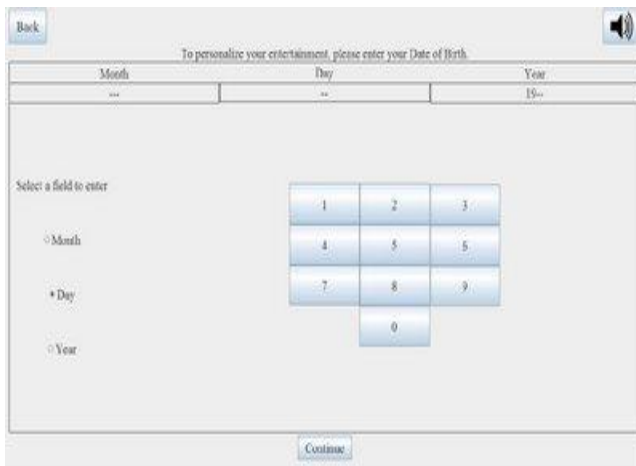 Back
To personalize your entertainment, please enter your Date of Birth.
Month Day Year
--- -- 19--
Select a field to enter
Month
Day
Year
1 2 3
4 5 6
7 8 9
0
Continue